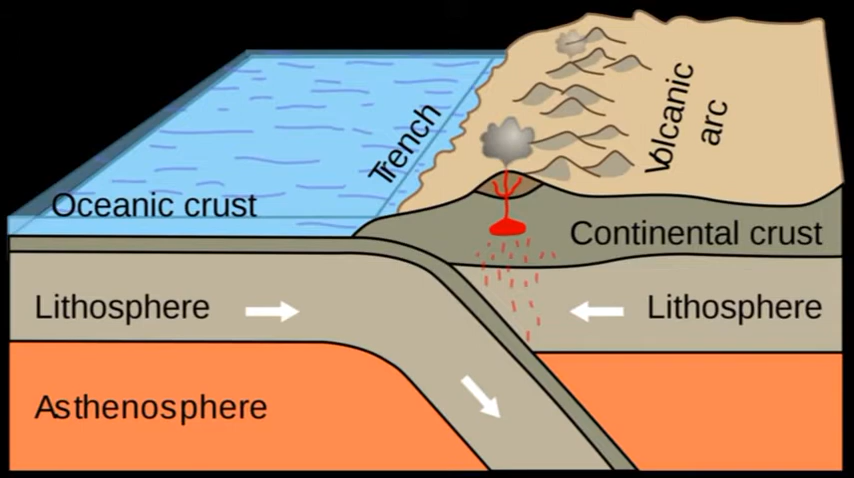 Volcanic
arc
Trench
Oceanic crust
Continental crust
Lithosphere
Lithosphere
Asthenosphere